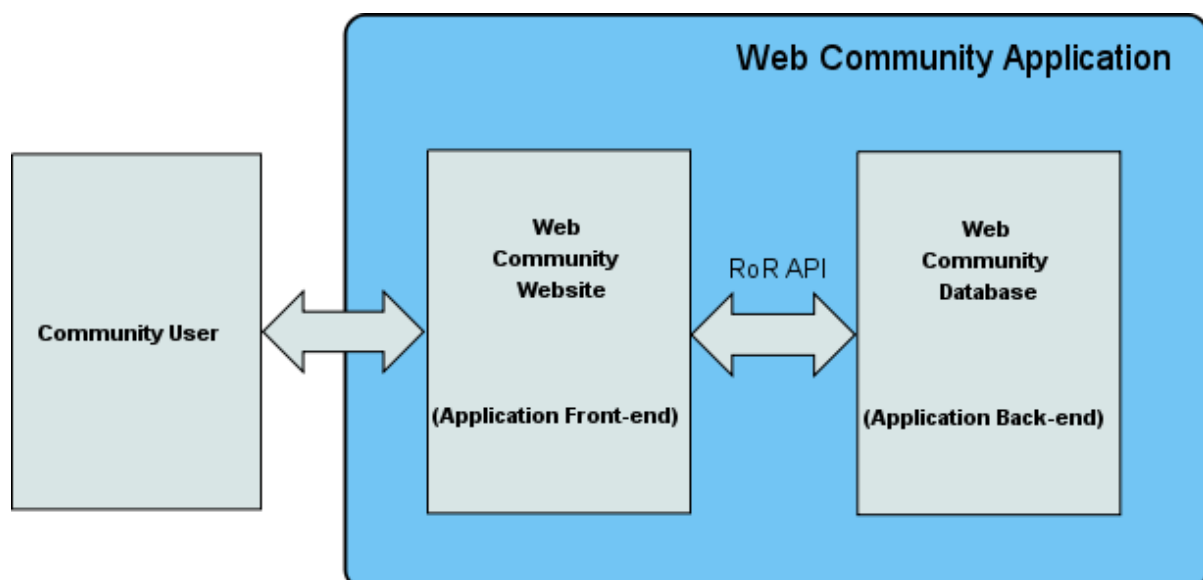 Web Community Application
Community User
Web
Community
Website
(Application Front-end)
RoR API
Web
Community
Database
(Application Back-end)